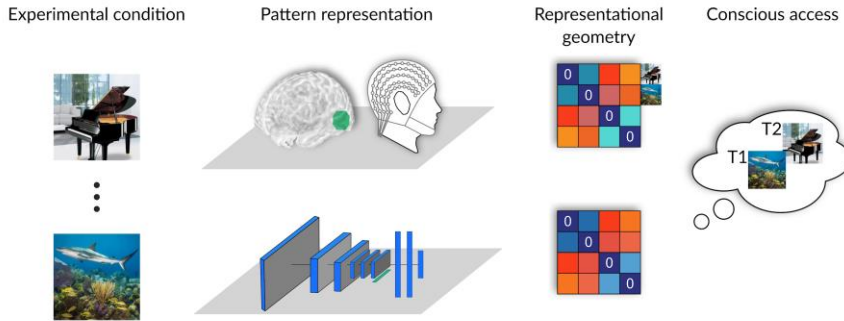 Experimental condition
Pattern representation
Representational
geometry
Conscious access
0
0
0
0
T2
T1
0
0
0
0